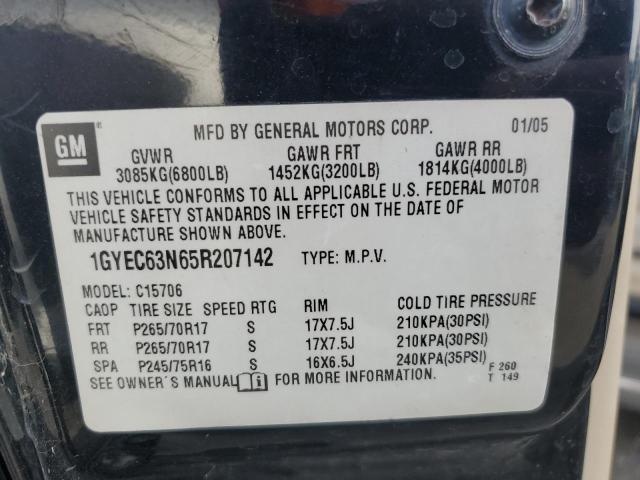 GM
®
MFD BY GENERAL MOTORS CORP. 01/05
GVWR GAWR FRT GAWR RR
3085KG(6800LB) 1452KG(3200LB) 1814KG(4000LB)
THIS VEHICLE CONFORMS TO ALL APPLICABLE U.S. FEDERAL MOTOR
VEHICLE SAFETY STANDARDS IN EFFECT ON THE DATE OF
MANUFACTURE SHOWN ABOVE.
1GYEC63N65R207142 TYPE: M.P.V.
MODEL: C15706
CAOP TIRE SIZE SPEED RTG RIM COLD TIRE PRESSURE
FRT P265/70R17 S 17X7.5J 210KPA(30PSI)
RR P265/70R17 S 17X7.5J 210KPA(30PSI)
SPA P245/75R16 S 16X6.5J 240KPA(35PSI)
SEE OWNER´S MANUAL FOR MORE INFORMATION.
F 260
T 149